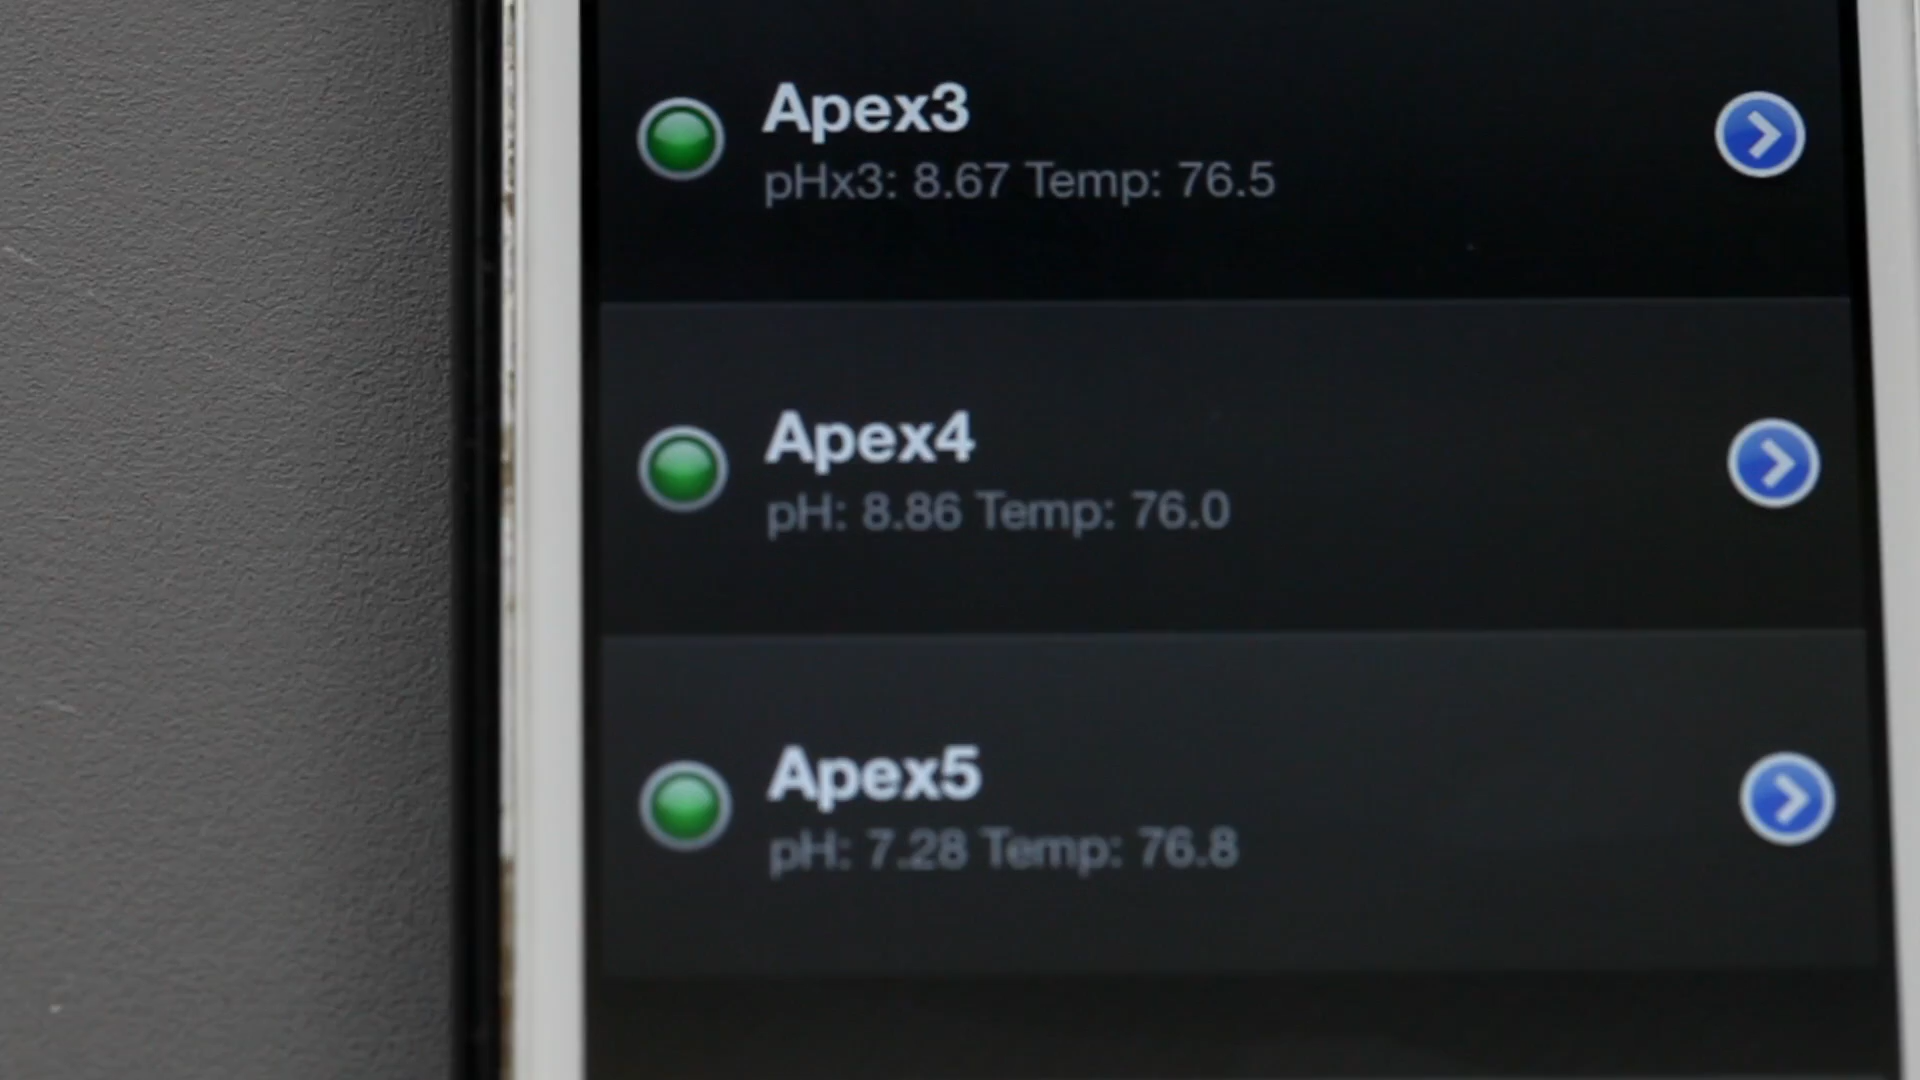 Apex3
pHx3: 8.67 Temp: 76.5
Apex4
pH: 8.86 Temp: 76.0
Apex5
pH: 7.28 Temp: 76.8